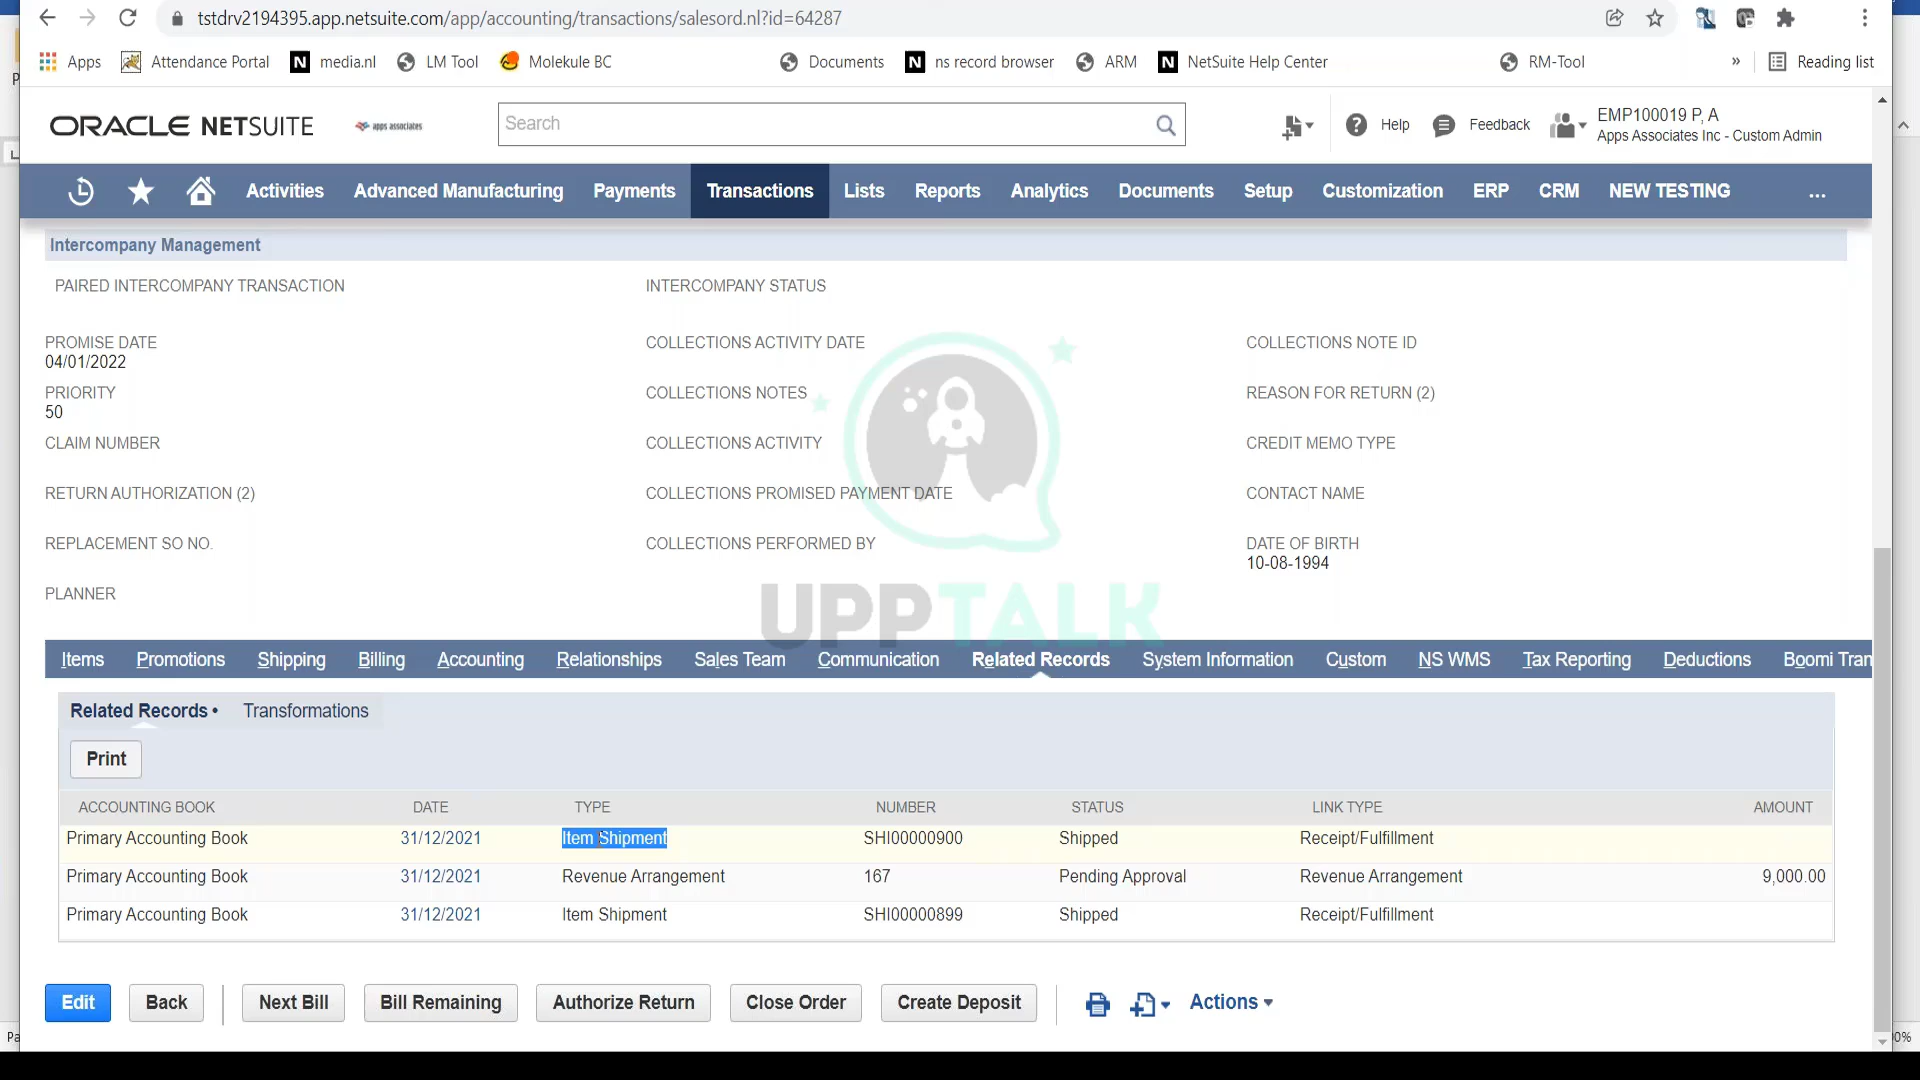 tstdrv2194395.app.netsuite.com/app/accounting/transactions/salesord.nl?id=64287
Apps Attendance Portal media.nl LM Tool Molekule BC Documents ns record browser ARM NetSuite Help Center RM-Tool » Reading list
ORACLE NETSUITE apps associates Search Help Feedback EMP100019 P, A
Apps Associates Inc - Custom Admin
Activities Advanced Manufacturing Payments Transactions Lists Reports Analytics Documents Setup Customization ERP CRM NEW TESTING ...
Intercompany Management
PAIRED INTERCOMPANY TRANSACTION INTERCOMPANY STATUS
PROMISE DATE COLLECTIONS ACTIVITY DATE COLLECTIONS NOTE ID
04/01/2022
PRIORITY COLLECTIONS NOTES REASON FOR RETURN (2)
50
CLAIM NUMBER COLLECTIONS ACTIVITY CREDIT MEMO TYPE
RETURN AUTHORIZATION (2) COLLECTIONS PROMISED PAYMENT DATE CONTACT NAME
REPLACEMENT SO NO. COLLECTIONS PERFORMED BY DATE OF BIRTH
10-08-1994
PLANNER
UPPTALK
Items Promotions Shipping Billing Accounting Relationships Sales Team Communication Related Records System Information Custom NS WMS Tax Reporting Deductions Boomi Tran
Related Records • Transformations
Print
ACCOUNTING BOOK DATE TYPE NUMBER STATUS LINK TYPE AMOUNT
Primary Accounting Book 31/12/2021 Item Shipment SHI00000900 Shipped Receipt/Fulfillment
Primary Accounting Book 31/12/2021 Revenue Arrangement 167 Pending Approval Revenue Arrangement 9,000.00
Primary Accounting Book 31/12/2021 Item Shipment SHI00000899 Shipped Receipt/Fulfillment
Edit Back Next Bill Bill Remaining Authorize Return Close Order Create Deposit Actions